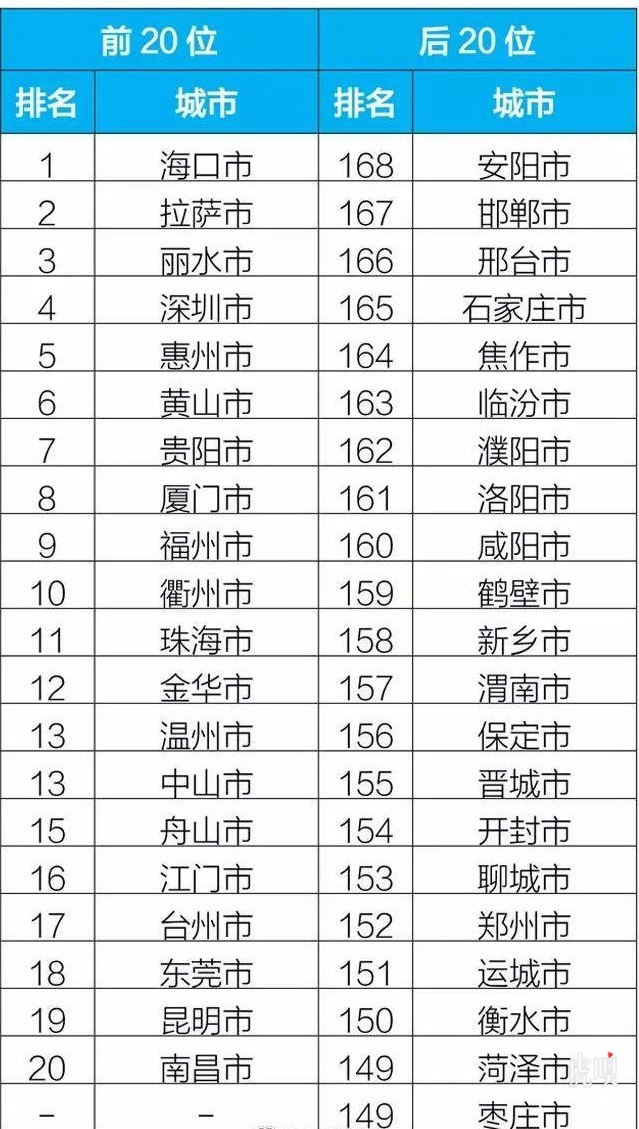 前20位 后20位
排名 城市 排名 城市
1 海口市 168 安阳市
2 拉萨市 167 邯郸市
3 丽水市 166 邢台市
4 深圳市 165 石家庄市
5 惠州市 164 焦作市
6 黄山市 163 临汾市
7 贵阳市 162 濮阳市
8 厦门市 161 洛阳市
9 福州市 160 咸阳市
10 衢州市 159 鹤壁市
11 珠海市 158 新乡市
12 金华市 157 渭南市
13 温州市 156 保定市
13 中山市 155 晋城市
15 舟山市 154 开封市
16 江门市 153 聊城市
17 台州市 152 郑州市
18 东莞市 151 运城市
19 昆明市 150 衡水市
20 南昌市 149 菏泽市
- - 149 枣庄市
虎呗